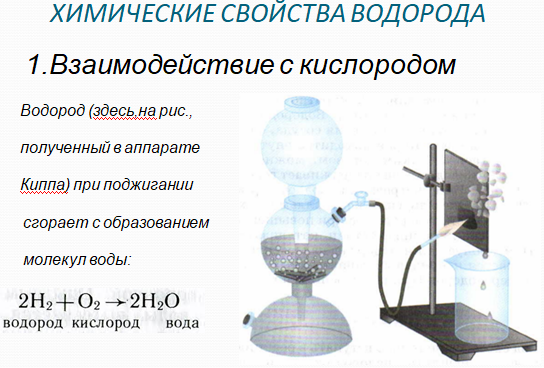 ХИМИЧЕСКИЕ СВОЙСТВА ВОДОРОДА
1.Взаимодействие с кислородом
Водород (здесь,на рис.,
полученный в аппарате
Киппа) при поджигании
сгорает с образованием
молекул воды:
2H₂+O₂→2H₂O
водород кислород вода